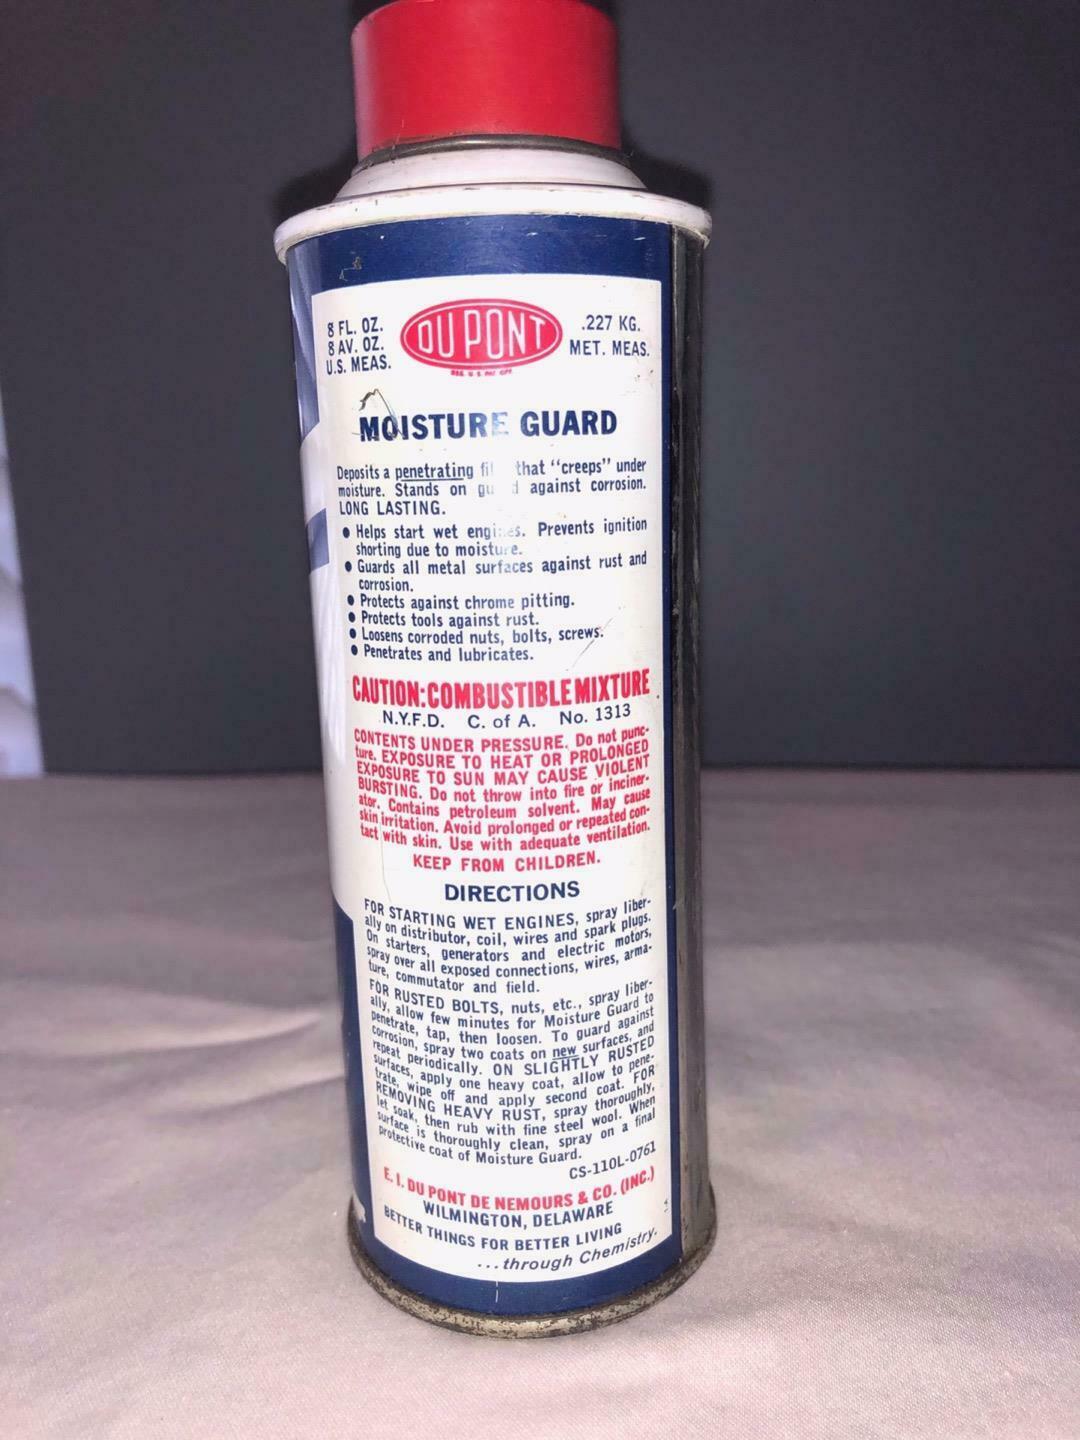 8 FL. OZ.
8 AV. OZ.
U.S. MEAS.
DU PONT
REG. U.S. PAT. OFF.
.227 KG.
MET. MEAS.
MOISTURE GUARD
Deposits a penetrating that "creeps" under
moisture. Stands on against corrosion.
LONG LASTING.
• Helps start wet engines. Prevents ignition
shorting due to moisture.
• Guards all metal surfaces against rust and
corrosion.
• Protects against chrome pitting.
• Protects tools against rust.
• Loosens corroded nuts, bolts, screws.
• Penetrates and lubricates.
CAUTION: COMBUSTIBLE MIXTURE
N.Y.F.D. C. of A. No. 1313
CONTENTS UNDER PRESSURE. Do not punc-
ture. EXPOSURE TO HEAT OR PROLONGED
EXPOSURE TO SUN MAY CAUSE VIOLENT
BURSTING. Do not throw into fire or inciner-
ator. Contains petroleum solvent. May cause
skin irritation. Avoid prolonged or repeated con-
tact with skin. Use with adequate ventilation.
KEEP FROM CHILDREN.
DIRECTIONS
FOR STARTING WET ENGINES, spray liber-
ally on distributor, coil, wires and spark plugs.
On starters, generators and electric motors,
spray over all exposed connections, wires, arma-
ture, commutator and field.
FOR RUSTED BOLTS, nuts, etc., spray liber-
ally, allow few minutes for Moisture Guard to
penetrate, tap, then loosen. To guard against
corrosion, spray two coats on new surfaces, and
repeat periodically. ON SLIGHTLY RUSTED
surfaces, apply one heavy coat, allow to pene-
trate, wipe off and apply second coat. FOR
REMOVING HEAVY RUST, spray thoroughly,
let soak, then rub with fine steel wool. When
surface is thoroughly clean, spray on a final
protective coat of Moisture Guard.
CS-110L-0761
E. I. DU PONT DE NEMOURS & CO. (INC.)
WILMINGTON, DELAWARE
BETTER THINGS FOR BETTER LIVING
...through Chemistry.